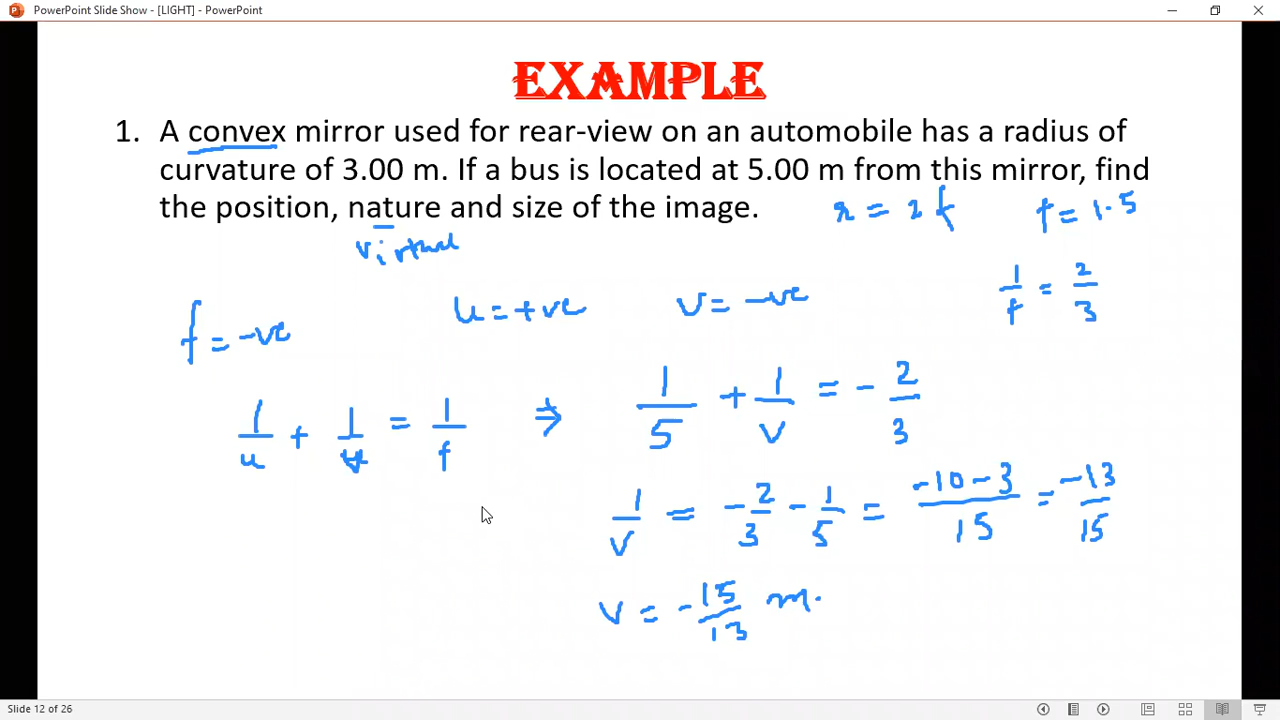 PowerPoint Slide Show - [LIGHT] - PowerPoint
EXAMPLE
1. A convex mirror used for rear-view on an automobile has a radius of
curvature of 3.00 m. If a bus is located at 5.00 m from this mirror, find
the position, nature and size of the image.
r = 2f f = 1.5
virtual
1/f = 2/3
f = -ve u = +ve v = -ve
1/u + 1/v = 1/f ⇒ 1/5 + 1/v = - 2/3
1/v = -2/3 - 1/5 = -10-3/15 = -13/15
v = -15/13 m.
Slide 12 of 26